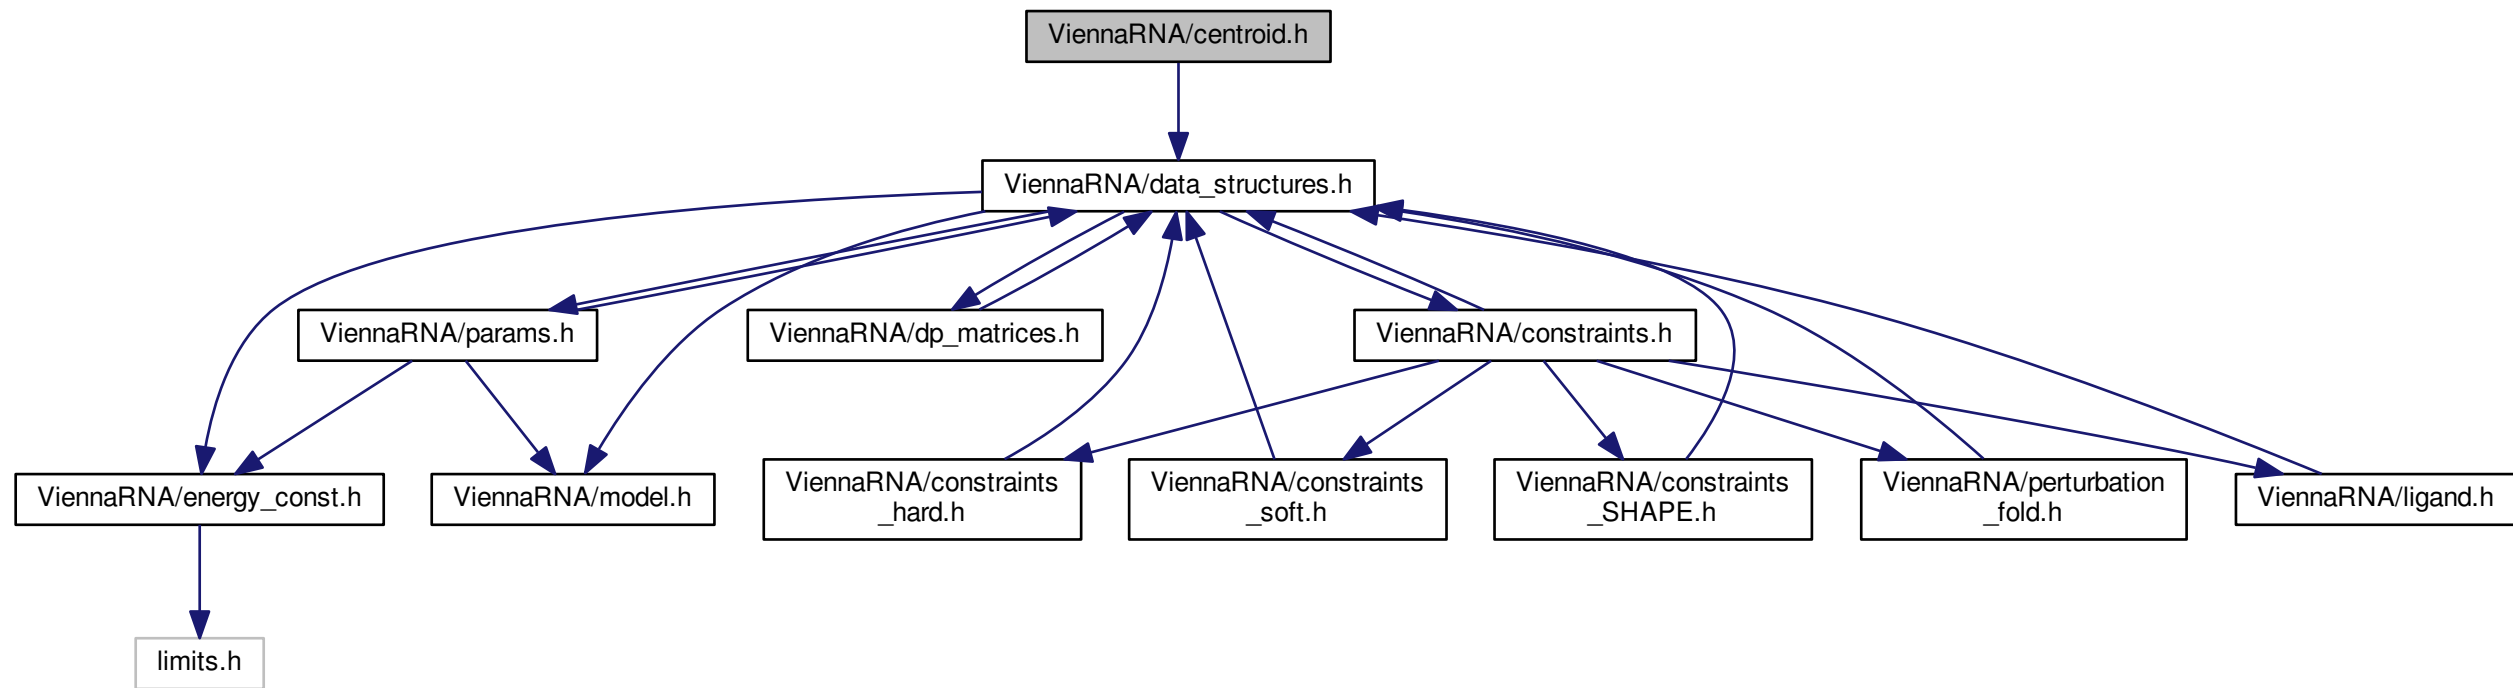 ViennaRNA/centroid.h
ViennaRNA/data_structures.h
ViennaRNA/params.h
ViennaRNA/dp_matrices.h
ViennaRNA/constraints.h
ViennaRNA/energy_const.h
ViennaRNA/model.h
ViennaRNA/constraints
_hard.h
ViennaRNA/constraints
_soft.h
ViennaRNA/constraints
_SHAPE.h
ViennaRNA/perturbation
_fold.h
ViennaRNA/ligand.h
limits.h